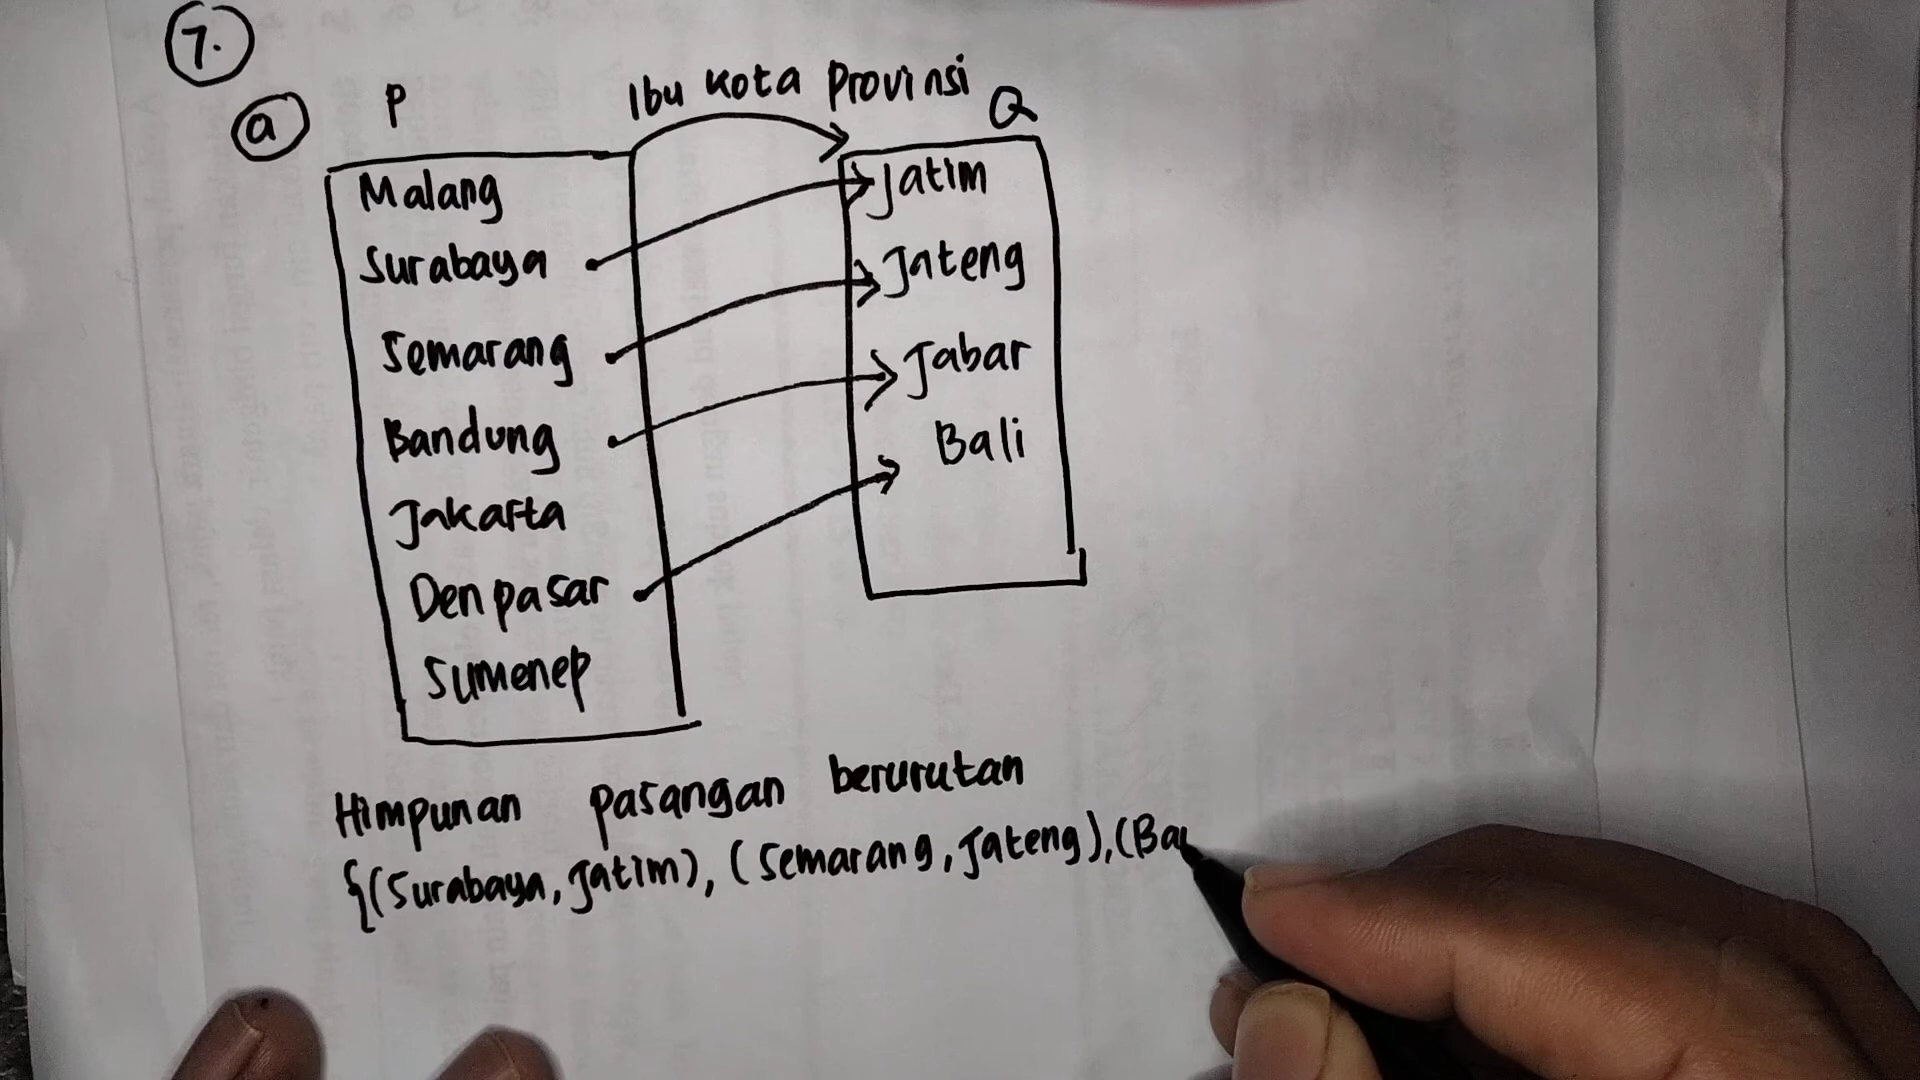 7.
a P Ibu Kota Provinsi Q
Malang
Surabaya
Semarang
Bandung
Jakarta
Denpasar
Sumenep
Jatim
Jateng
Jabar
Bali
Himpunan pasangan berurutan
{(Surabaya, Jatim), (Semarang, Jateng), (Ba